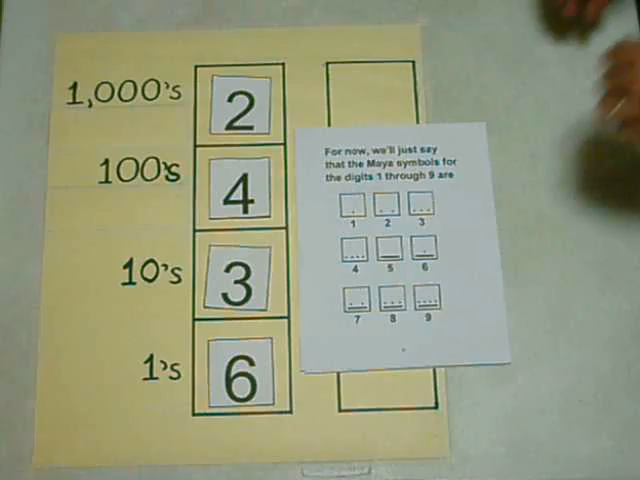 1,000's 2
100's 4
10's 3
1's 6
For now, we'll just say
that the Maya symbols for
the digits 1 through 9 are
1 2 3
4 5 6
7 8 9